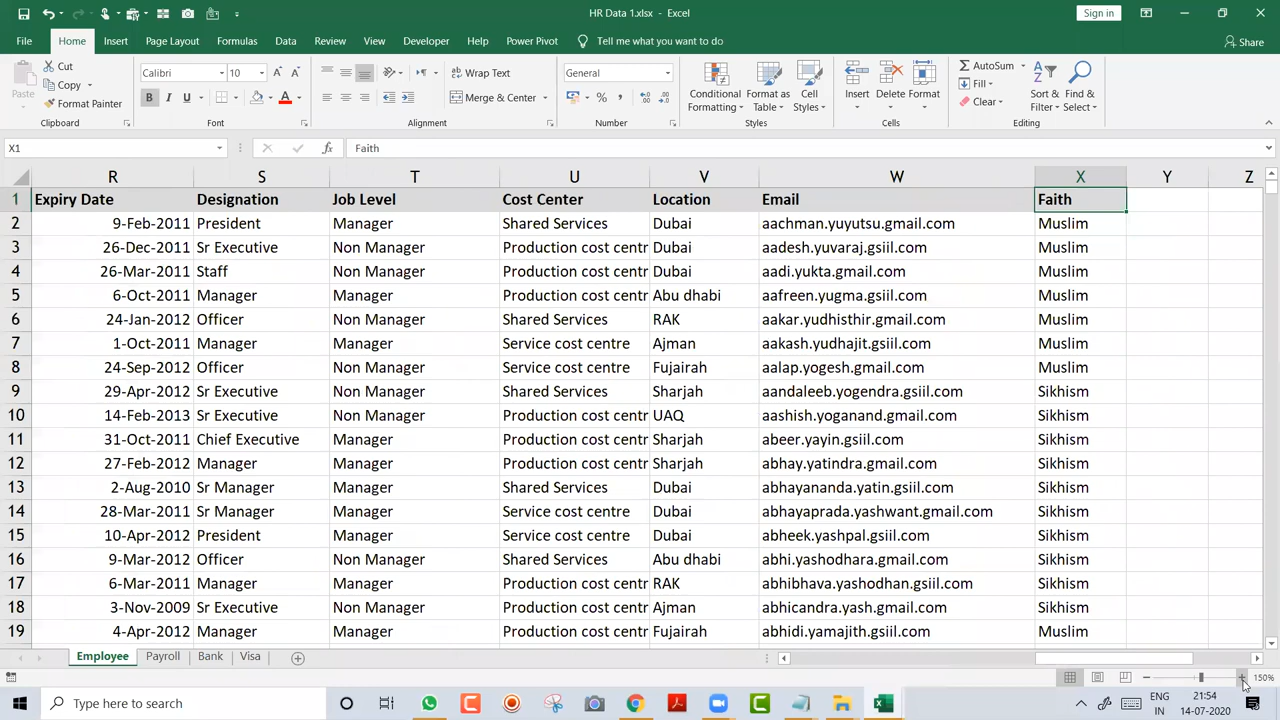 HR Data 1.xlsx - Excel
Sign in
File Home Insert Page Layout Formulas Data Review View Developer Help Power Pivot Tell me what you want to do Share
Paste Cut Copy Format Painter
Calibri 10 B I U A
Wrap Text Merge & Center
General % ,
Conditional Formatting Format as Table Cell Styles
Insert Delete Format
AutoSum Fill Clear Sort & Filter Find & Select
Clipboard Font Alignment Number Styles Cells Editing
X1 fx Faith
R S T U V W X Y Z
1 Expiry Date Designation Job Level Cost Center Location Email Faith
2 9-Feb-2011 President Manager Shared Services Dubai aachman.yuyutsu.gmail.com Muslim
3 26-Dec-2011 Sr Executive Non Manager Production cost centr Dubai aadesh.yuvaraj.gsiil.com Muslim
4 26-Mar-2011 Staff Non Manager Production cost centr Dubai aadi.yukta.gmail.com Muslim
5 6-Oct-2011 Manager Manager Production cost centr Abu dhabi aafreen.yugma.gsiil.com Muslim
6 24-Jan-2012 Officer Non Manager Shared Services RAK aakar.yudhisthir.gmail.com Muslim
7 1-Oct-2011 Manager Manager Service cost centre Ajman aakash.yudhajit.gsiil.com Muslim
8 24-Sep-2012 Officer Non Manager Service cost centre Fujairah aalap.yogesh.gmail.com Muslim
9 29-Apr-2012 Sr Executive Non Manager Shared Services Sharjah aandaleeb.yogendra.gsiil.com Sikhism
10 14-Feb-2013 Sr Executive Non Manager Production cost centr UAQ aashish.yoganand.gmail.com Sikhism
11 31-Oct-2011 Chief Executive Manager Production cost centr Sharjah abeer.yayin.gsiil.com Sikhism
12 27-Feb-2012 Manager Manager Production cost centr Sharjah abhay.yatindra.gmail.com Sikhism
13 2-Aug-2010 Sr Manager Manager Shared Services Dubai abhayananda.yatin.gsiil.com Sikhism
14 28-Mar-2011 Sr Manager Manager Service cost centre Dubai abhayaprada.yashwant.gmail.com Sikhism
15 10-Apr-2012 President Manager Service cost centre Dubai abheek.yashpal.gsiil.com Sikhism
16 9-Mar-2012 Officer Non Manager Shared Services Abu dhabi abhi.yashodhara.gmail.com Sikhism
17 6-Mar-2011 Manager Manager Production cost centr RAK abhibhava.yashodhan.gsiil.com Sikhism
18 3-Nov-2009 Sr Executive Non Manager Production cost centr Ajman abhicandra.yash.gmail.com Sikhism
19 4-Apr-2012 Manager Manager Production cost centr Fujairah abhidi.yamajith.gsiil.com Muslim
Employee Payroll Bank Visa
150%
Type here to search
ENG IN
21:54
14-07-2020